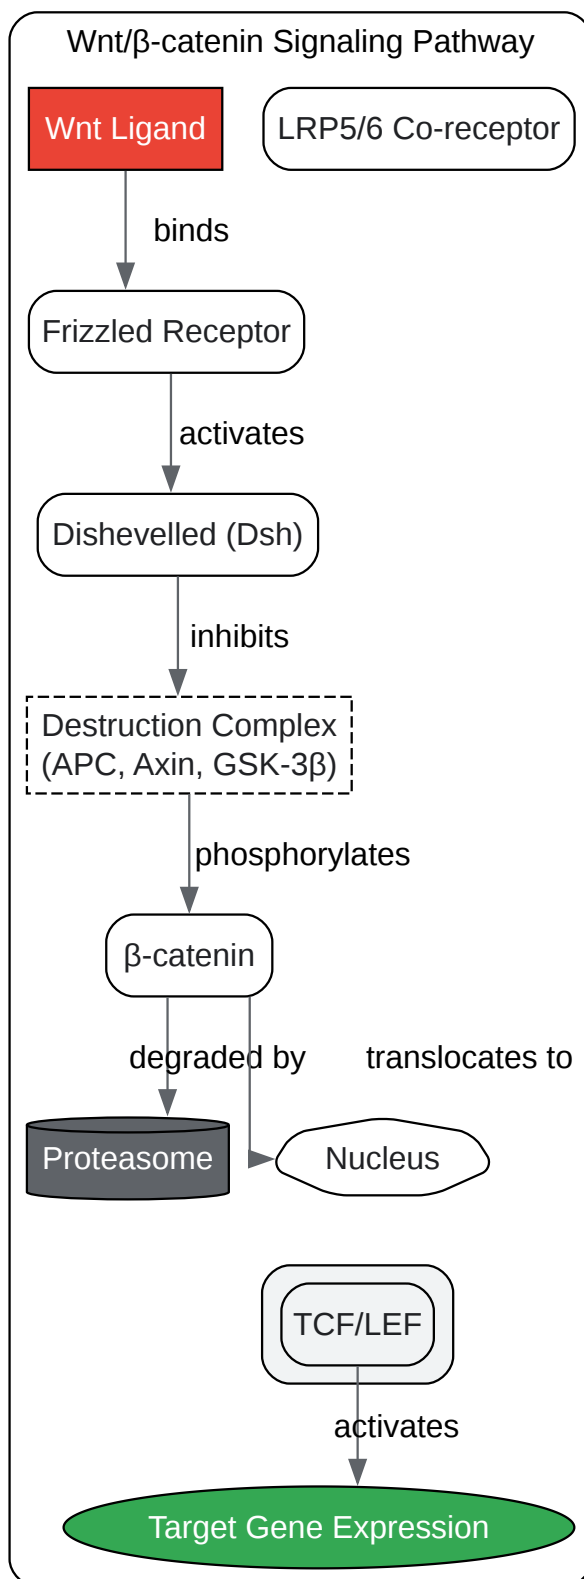 Wnt/β-catenin Signaling Pathway
Wnt Ligand
LRP5/6 Co-receptor
binds
Frizzled Receptor
activates
Dishevelled (Dsh)
inhibits
Destruction Complex
(APC, Axin, GSK-3β)
phosphorylates
β-catenin
degraded by
translocates to
Proteasome
Nucleus
TCF/LEF
activates
Target Gene Expression